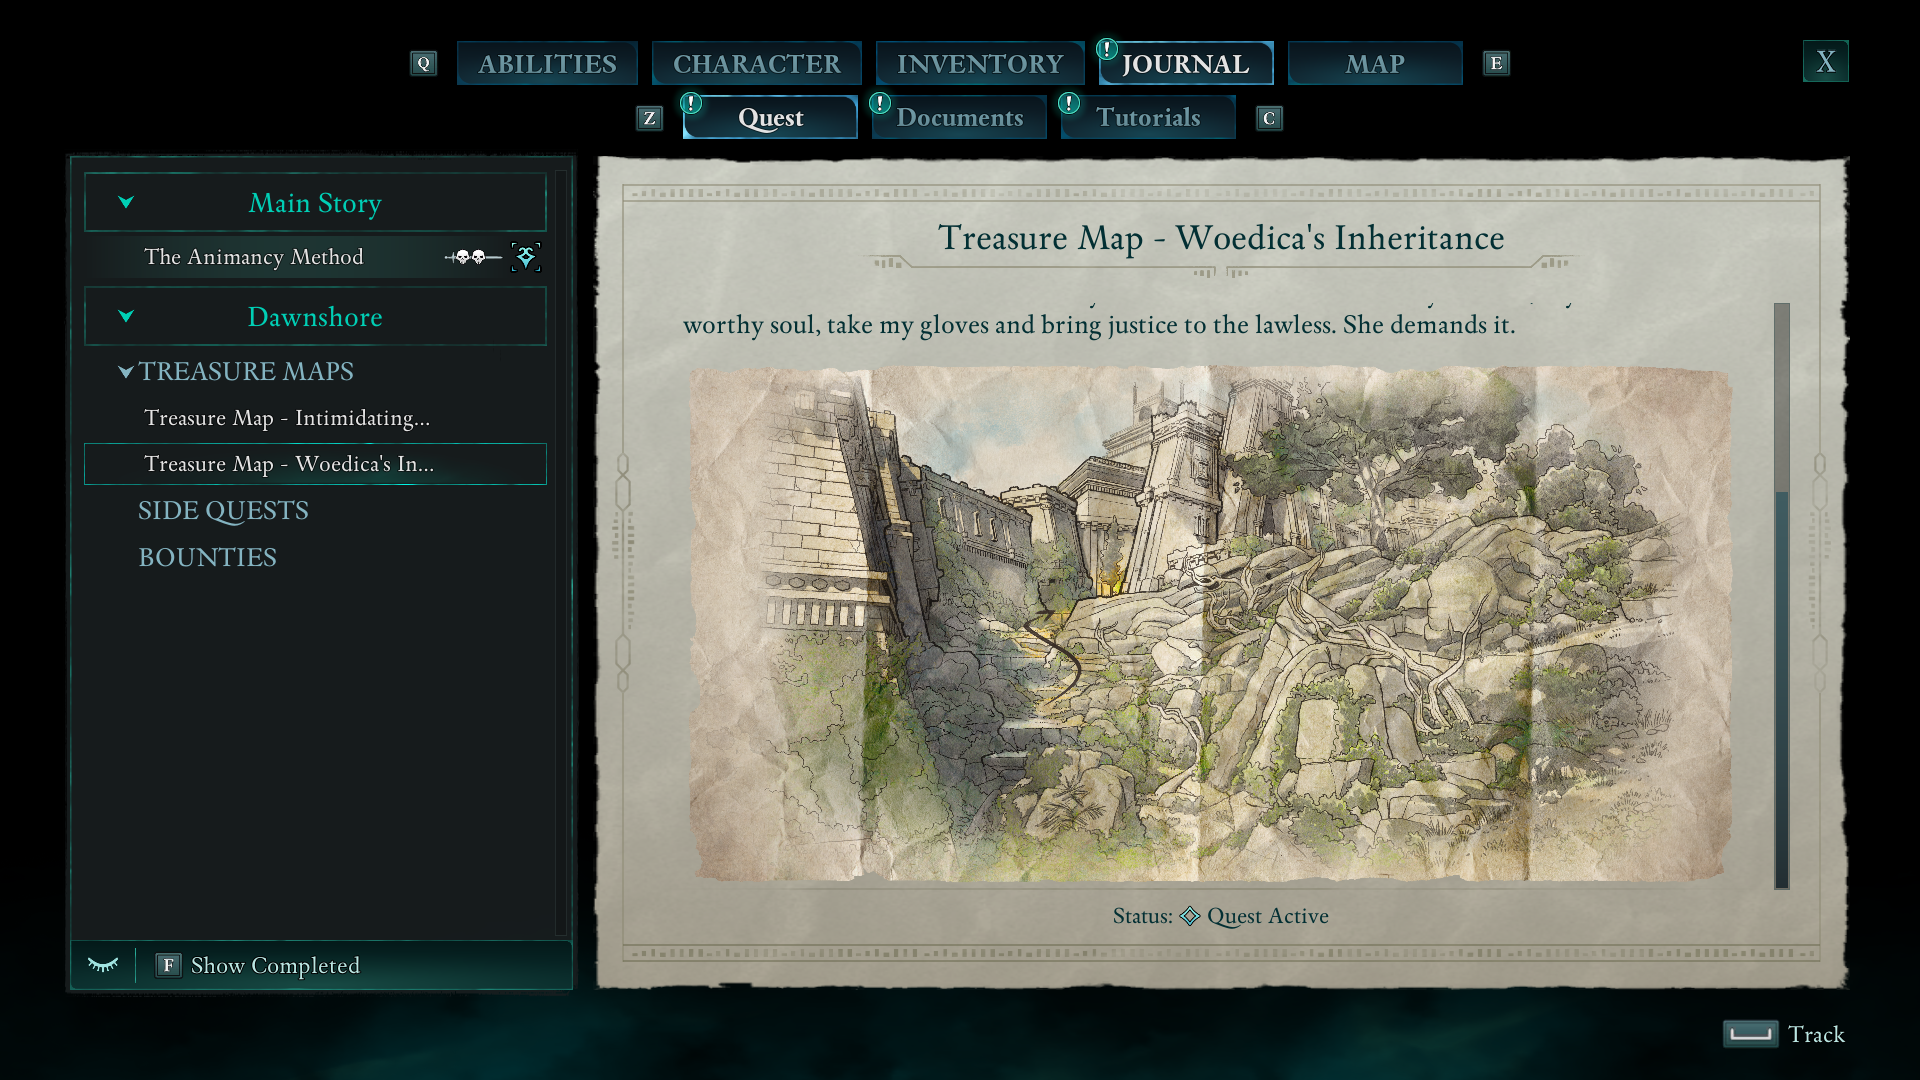 Q ABILITIES CHARACTER INVENTORY ! JOURNAL MAP E X
Z ! Quest ! Documents ! Tutorials C
Main Story
The Animancy Method
Dawnshore
TREASURE MAPS
Treasure Map - Intimidating...
Treasure Map - Woedica's In...
SIDE QUESTS
BOUNTIES
F Show Completed
Treasure Map - Woedica's Inheritance
worthy soul, take my gloves and bring justice to the lawless. She demands it.
Status: Quest Active
Track